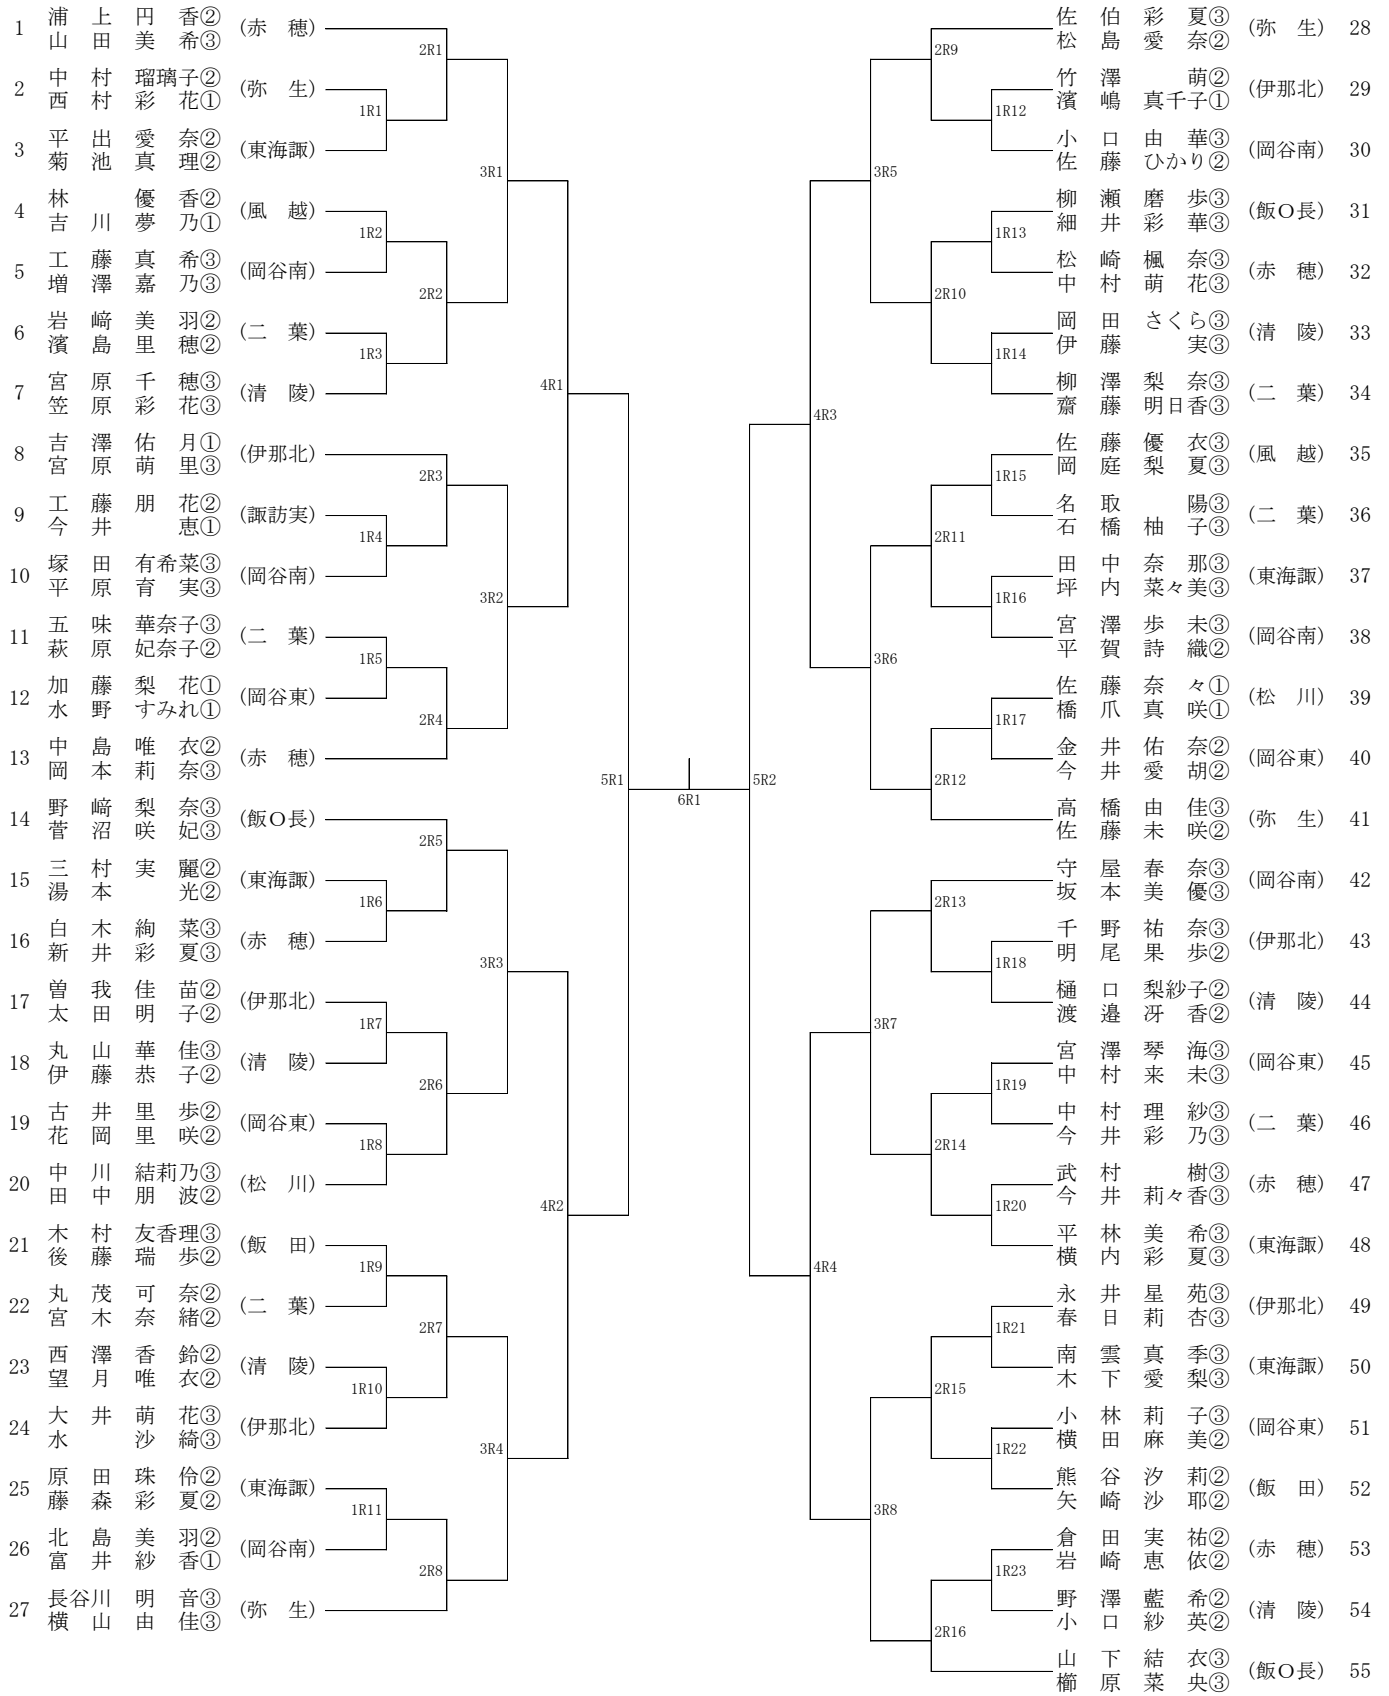 1 浦上円香② 山田美希③ (赤穂)
2 中村瑠璃子② 西村彩花① (弥生)
3 平出愛奈② 菊池真理② (東海諏)
4 林優香② 吉川夢乃① (風越)
5 工藤真希③ 増澤嘉乃③ (岡谷南)
6 岩﨑美羽② 濱島里穂② (二葉)
7 宮原千穂③ 笠原彩花③ (清陵)
8 吉澤佑月① 宮原萌里③ (伊那北)
9 工藤朋花② 今井恵① (諏訪実)
10 塚田有希菜③ 平原育実③ (岡谷南)
11 五味華奈子③ 萩原妃奈子② (二葉)
12 加藤梨花① 水野すみれ① (岡谷東)
13 中島唯衣② 岡本莉奈③ (赤穂)
14 野﨑梨奈③ 菅沼咲妃③ (飯O長)
15 三村実麗② 湯本光② (東海諏)
16 白木絢菜③ 新井彩夏③ (赤穂)
17 曽我佳苗② 太田明子② (伊那北)
18 丸山華佳③ 伊藤恭子② (清陵)
19 古井里歩② 花岡里咲② (岡谷東)
20 中川結莉乃③ 田中朋波② (松川)
21 木村友香理③ 後藤瑞歩② (飯田)
22 丸茂可奈② 宮木奈緒② (二葉)
23 西澤香鈴② 望月唯衣② (清陵)
24 大井萌花③ 水沙綺③ (伊那北)
25 原田珠伶② 藤森彩夏② (東海諏)
26 北島美羽② 富井紗香① (岡谷南)
27 長谷川明音③ 横山由佳③ (弥生)
1R1
1R2
1R3
1R4
1R5
1R6
1R7
1R8
1R9
1R10
1R11
2R1
2R2
2R3
2R4
2R5
2R6
2R7
2R8
3R1
3R2
3R3
3R4
4R1
4R2
5R1
6R1
5R2
4R3
4R4
3R5
3R6
3R7
3R8
2R9
2R10
2R11
2R12
2R13
2R14
2R15
2R16
1R12
1R13
1R14
1R15
1R16
1R17
1R18
1R19
1R20
1R21
1R22
1R23
佐伯彩夏③ 松島愛奈② (弥生) 28
竹澤萌② 濱嶋真千子① (伊那北) 29
小口由華③ 佐藤ひかり② (岡谷南) 30
柳瀬磨歩③ 細井彩華③ (飯O長) 31
松崎楓奈③ 中村萌花③ (赤穂) 32
岡田さくら③ 伊藤実③ (清陵) 33
柳澤梨奈③ 齋藤明日香③ (二葉) 34
佐藤優衣③ 岡庭梨夏③ (風越) 35
名取陽③ 石橋柚子③ (二葉) 36
田中奈那③ 坪内菜々美③ (東海諏) 37
宮澤歩未③ 平賀詩織② (岡谷南) 38
佐藤奈々① 橋爪真咲① (松川) 39
金井佑奈② 今井愛胡② (岡谷東) 40
高橋由佳③ 佐藤未咲② (弥生) 41
守屋春奈③ 坂本美優③ (岡谷南) 42
千野祐奈③ 明尾果歩② (伊那北) 43
樋口梨紗子② 渡邉冴香② (清陵) 44
宮澤琴海③ 中村来未③ (岡谷東) 45
中村理紗③ 今井彩乃③ (二葉) 46
武村樹③ 今井莉々香③ (赤穂) 47
平林美希③ 横内彩夏③ (東海諏) 48
永井星苑③ 春日莉杏③ (伊那北) 49
南雲真季③ 木下愛梨③ (東海諏) 50
小林莉子③ 横田麻美② (岡谷東) 51
熊谷汐莉② 矢崎沙耶② (飯田) 52
倉田実祐② 岩崎恵依② (赤穂) 53
野澤藍希② 小口紗英② (清陵) 54
山下結衣③ 櫛原菜央③ (飯O長) 55